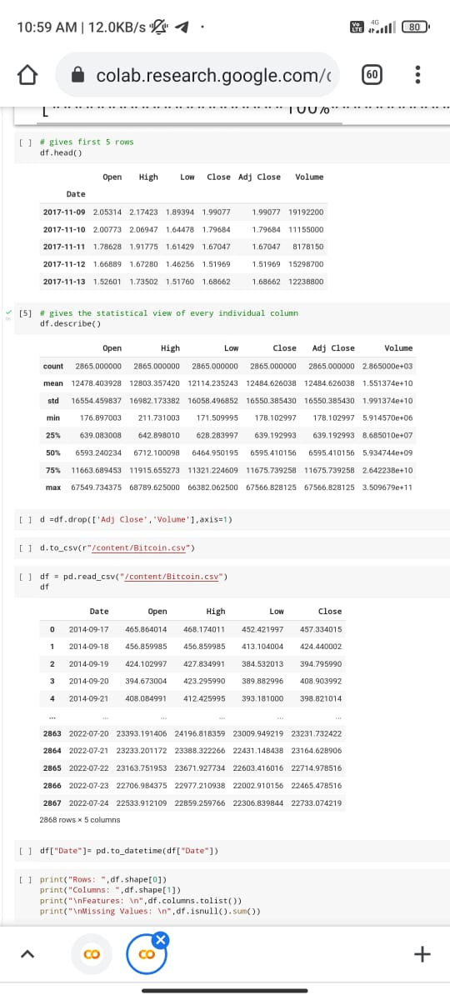 10:59 AM | 12.0KB/s
Vo LTE 4G 80
colab.research.google.com/c
60
100%
[ ] # gives first 5 rows
df.head()
Open High Low Close Adj Close Volume
Date
2017-11-09 2.05314 2.17423 1.89394 1.99077 1.99077 19192200
2017-11-10 2.00773 2.06947 1.64478 1.79684 1.79684 11155000
2017-11-11 1.78628 1.91775 1.61429 1.67047 1.67047 8178150
2017-11-12 1.66889 1.67280 1.46256 1.51969 1.51969 15298700
2017-11-13 1.52601 1.73502 1.51760 1.68662 1.68662 12238800
[5] # gives the statistical view of every individual column
df.describe()
Open High Low Close Adj Close Volume
count 2865.000000 2865.000000 2865.000000 2865.000000 2865.000000 2.865000e+03
mean 12478.403928 12803.357420 12114.235243 12484.626038 12484.626038 1.551374e+10
std 16554.459837 16982.173382 16058.496852 16550.385430 16550.385430 1.991374e+10
min 176.897003 211.731003 171.509995 178.102997 178.102997 5.914570e+06
25% 639.083008 642.898010 628.283997 639.192993 639.192993 8.685010e+07
50% 6593.240234 6712.100098 6464.950195 6595.410156 6595.410156 5.934744e+09
75% 11663.689453 11915.655273 11321.224609 11675.739258 11675.739258 2.642238e+10
max 67549.734375 68789.625000 66382.062500 67566.828125 67566.828125 3.509679e+11
[ ] d =df.drop(['Adj Close','Volume'],axis=1)
[ ] d.to_csv(r"/content/Bitcoin.csv")
[ ] df = pd.read_csv("/content/Bitcoin.csv")
df
Date Open High Low Close
0 2014-09-17 465.864014 468.174011 452.421997 457.334015
1 2014-09-18 456.859985 456.859985 413.104004 424.440002
2 2014-09-19 424.102997 427.834991 384.532013 394.795990
3 2014-09-20 394.673004 423.295990 389.882996 408.903992
4 2014-09-21 408.084991 412.425995 393.181000 398.821014
... ... ... ... ... ...
2863 2022-07-20 23393.191406 24196.818359 23009.949219 23231.732422
2864 2022-07-21 23233.201172 23388.322266 22431.148438 23164.628906
2865 2022-07-22 23163.751953 23671.927734 22603.416016 22714.978516
2866 2022-07-23 22706.984375 22977.210938 22002.910156 22465.478516
2867 2022-07-24 22533.912109 22859.259766 22306.839844 22733.074219
2868 rows × 5 columns
[ ] df["Date"]= pd.to_datetime(df["Date"])
[ ] print("Rows: ",df.shape[0])
print("Columns: ",df.shape[1])
print("\nFeatures: \n",df.columns.tolist())
print("\nMissing Values: \n",df.isnull().sum())